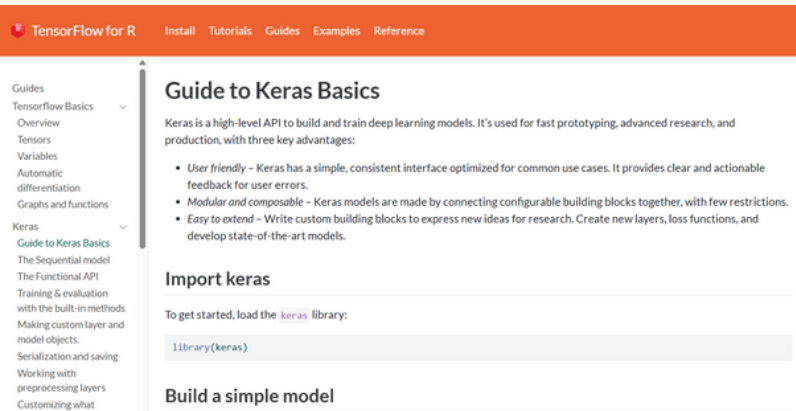 TensorFlow for R
Install Tutorials Guides Examples Reference
Guides
Tensorflow Basics
Overview
Tensors
Variables
Automatic
differentiation
Graphs and functions
Keras
Guide to Keras Basics
The Sequential model
The Functional API
Training & evaluation
with the built-in methods
Making custom layer and
model objects.
Serialization and saving
Working with
preprocessing layers
Customizing what
Guide to Keras Basics
Keras is a high-level API to build and train deep learning models. It's used for fast prototyping, advanced research, and
production, with three key advantages:
• User friendly – Keras has a simple, consistent interface optimized for common use cases. It provides clear and actionable
feedback for user errors.
• Modular and composable – Keras models are made by connecting configurable building blocks together, with few restrictions.
• Easy to extend – Write custom building blocks to express new ideas for research. Create new layers, loss functions, and
develop state-of-the-art models.
Import keras
To get started, load the keras library:
library(keras)
Build a simple model